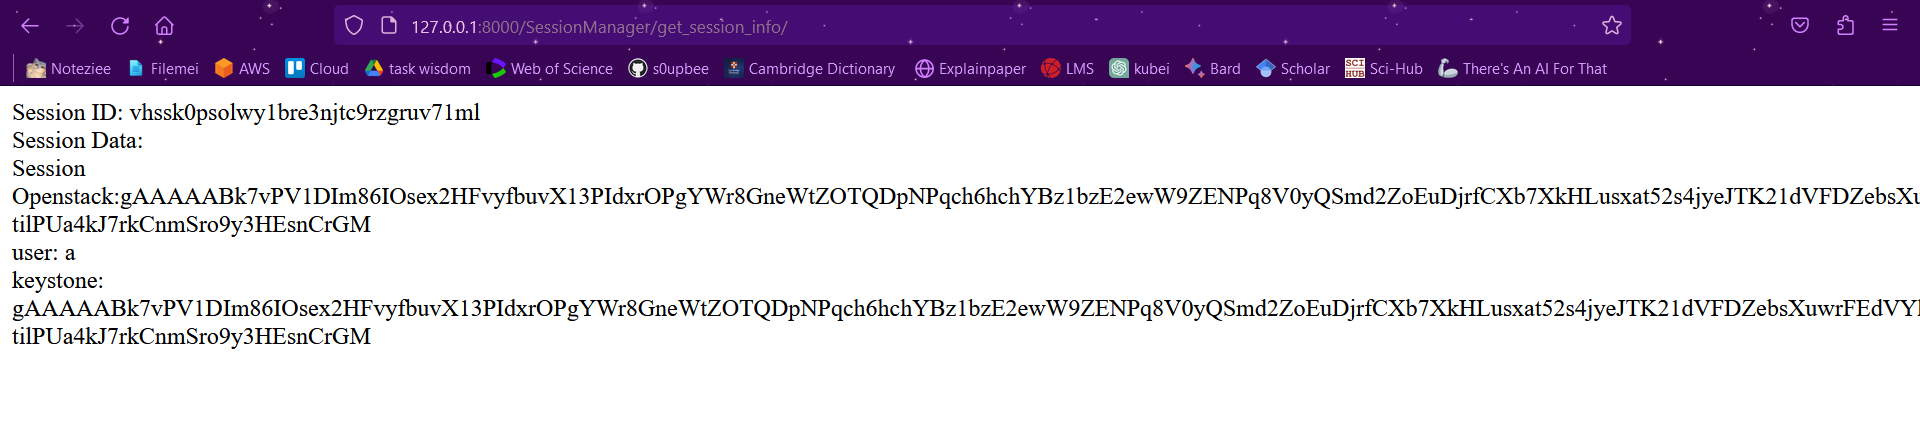 127.0.0.1:8000/SessionManager/get_session_info/
Noteziee Filemei AWS Cloud task wisdom Web of Science s0upbee Cambridge Dictionary Explainpaper LMS kubei Bard Scholar SCI HUB Sci-Hub There's An AI For That
Session ID: vhssk0psolwy1bre3njtc9rzgruv71ml
Session Data:
Session
Openstack:gAAAAABk7vPV1DIm86IOsex2HFvyfbuvX13PIdxrOPgYWr8GneWtZOTQDpNPqch6hchYBz1bzE2ewW9ZENPq8V0yQSmd2ZoEuDjrfCXb7XkHLusxat52s4jyeJTK21dVFDZebsXu
tilPUa4kJ7rkCnmSro9y3HEsnCrGM
user: a
keystone:
gAAAAABk7vPV1DIm86IOsex2HFvyfbuvX13PIdxrOPgYWr8GneWtZOTQDpNPqch6hchYBz1bzE2ewW9ZENPq8V0yQSmd2ZoEuDjrfCXb7XkHLusxat52s4jyeJTK21dVFDZebsXuwrFEdVY
tilPUa4kJ7rkCnmSro9y3HEsnCrGM